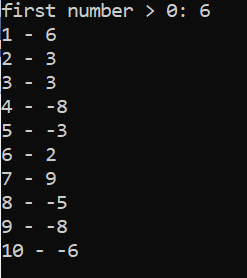 first number > 0: 6
1 - 6
2 - 3
3 - 3
4 - -8
5 - -3
6 - 2
7 - 9
8 - -5
9 - -8
10 - -6